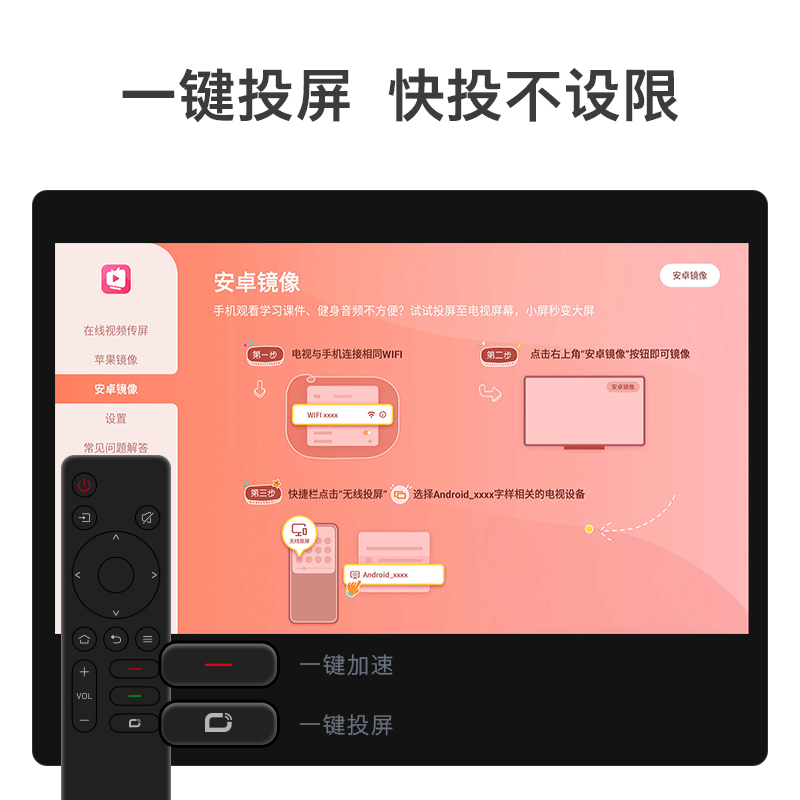 一键投屏 快投不设限
安卓镜像
安卓镜像
手机观看学习课件、健身音频不方便？试试投屏至电视屏幕，小屏秒变大屏
在线视频传屏
苹果镜像
安卓镜像
设置
常见问题解答
第一步 电视与手机连接相同WIFI
WIFI xxxx
第二步 点击右上角“安卓镜像”按钮即可镜像
安卓镜像
第三步 快捷栏点击“无线投屏” 选择Android_xxxx字样相关的电视设备
无线投屏
Android_xxxx
VOL
一键加速
一键投屏